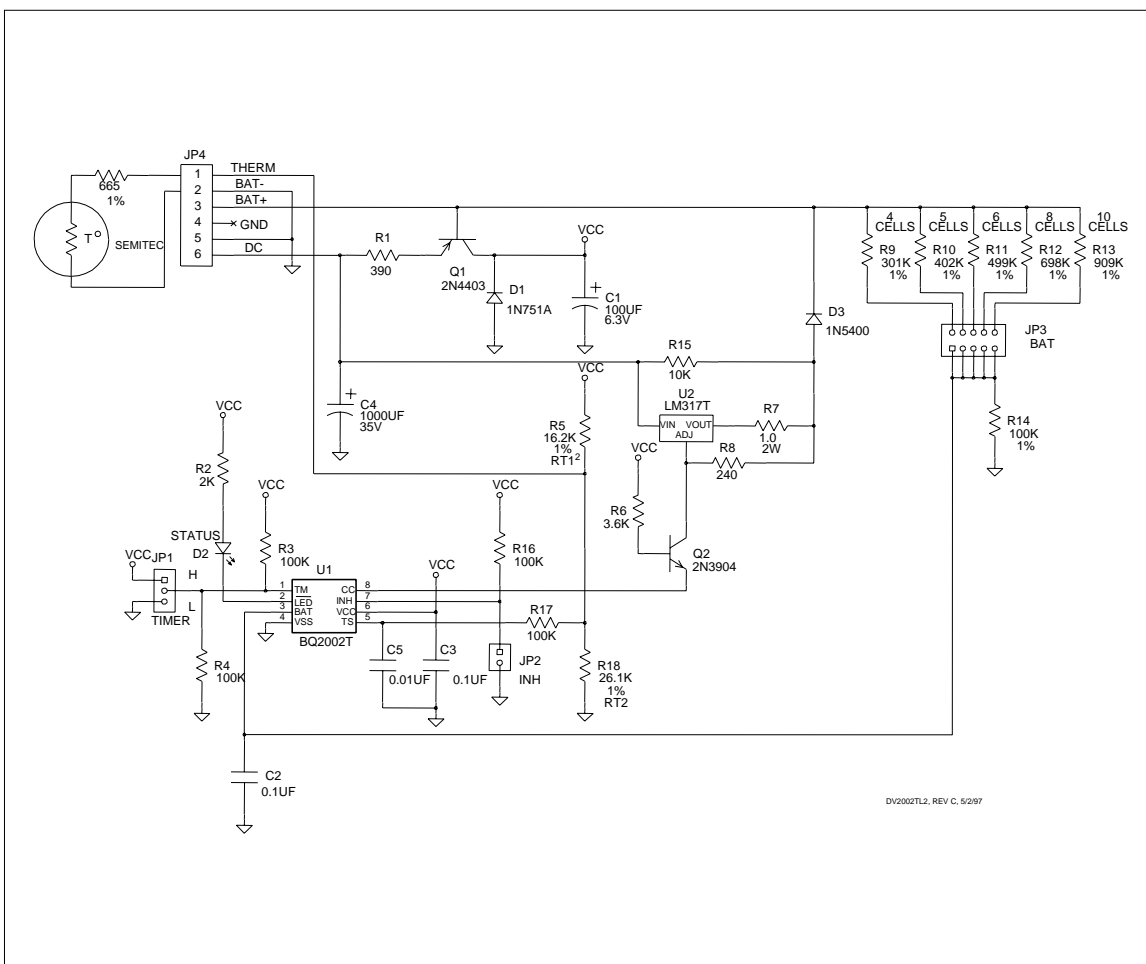 JP4
1
2
3
4
5
6
THERM
BAT-
BAT+
GND
DC
665
1%
T°
SEMITEC
R1
390
Q1
2N4403
D1
1N751A
VCC
+
C1
100UF
6.3V
4
CELLS
5
CELLS
6
CELLS
8
CELLS
10
CELLS
R9
301K
1%
R10
402K
1%
R11
499K
1%
R12
698K
1%
R13
909K
1%
D3
1N5400
JP3
BAT
R15
10K
VCC
+
C4
1000UF
35V
U2
LM317T
VIN
VOUT
ADJ
R7
1.0
2W
R8
240
R5
16.2K
1%
RT1²
R14
100K
1%
VCC
R2
2K
VCC
VCC
VCC
R6
3.6K
Q2
2N3904
STATUS
D2
R3
100K
R16
100K
VCC
JP1
H
L
TIMER
U1
1
2
3
4
TM
LED
BAT
VSS
CC
INH
VCC
TS
8
7
6
5
BQ2002T
VCC
R17
100K
R4
100K
C5
0.01UF
C3
0.1UF
JP2
INH
R18
26.1K
1%
RT2
C2
0.1UF
DV2002TL2, REV C, 5/2/97